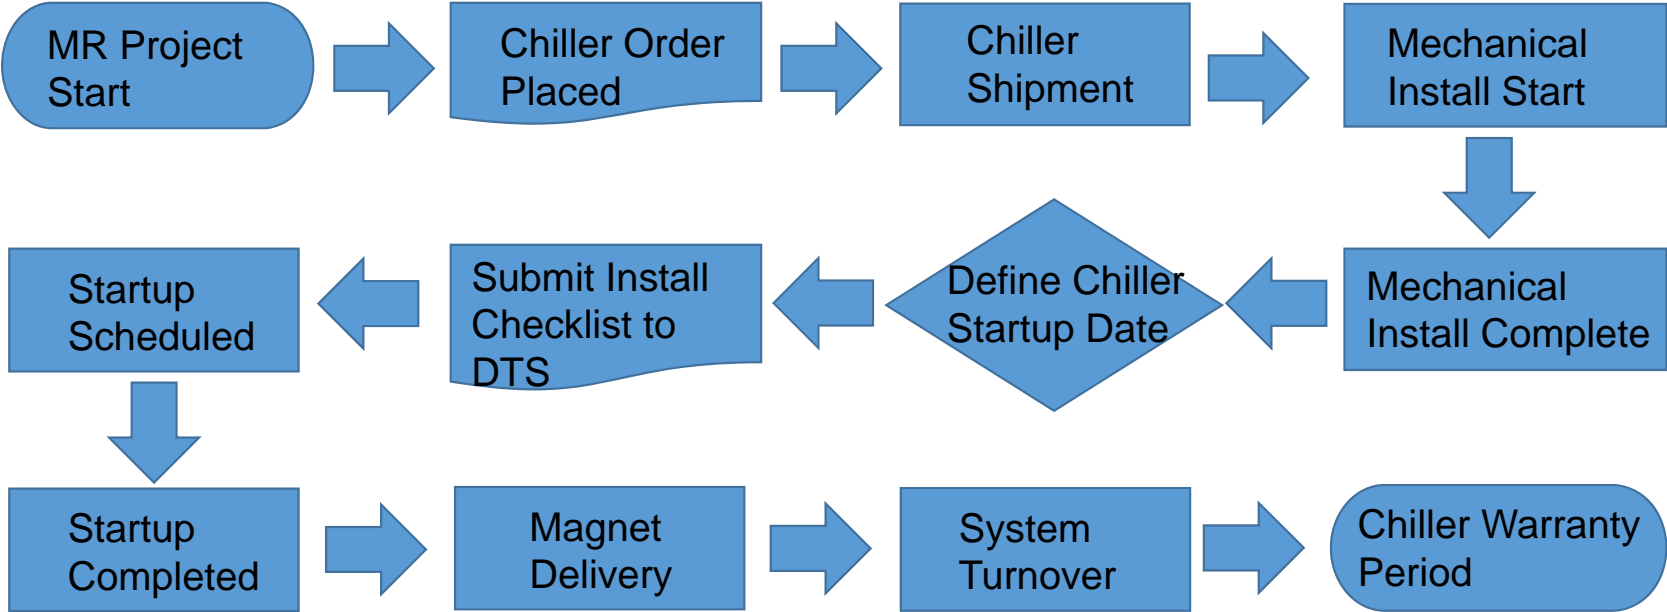 MR Project
Start
Chiller Order
Placed
Chiller
Shipment
Mechanical
Install Start
Mechanical
Install Complete
Define Chiller
Startup Date
Submit Install
Checklist to
DTS
Startup
Scheduled
Startup
Completed
Magnet
Delivery
System
Turnover
Chiller Warranty
Period